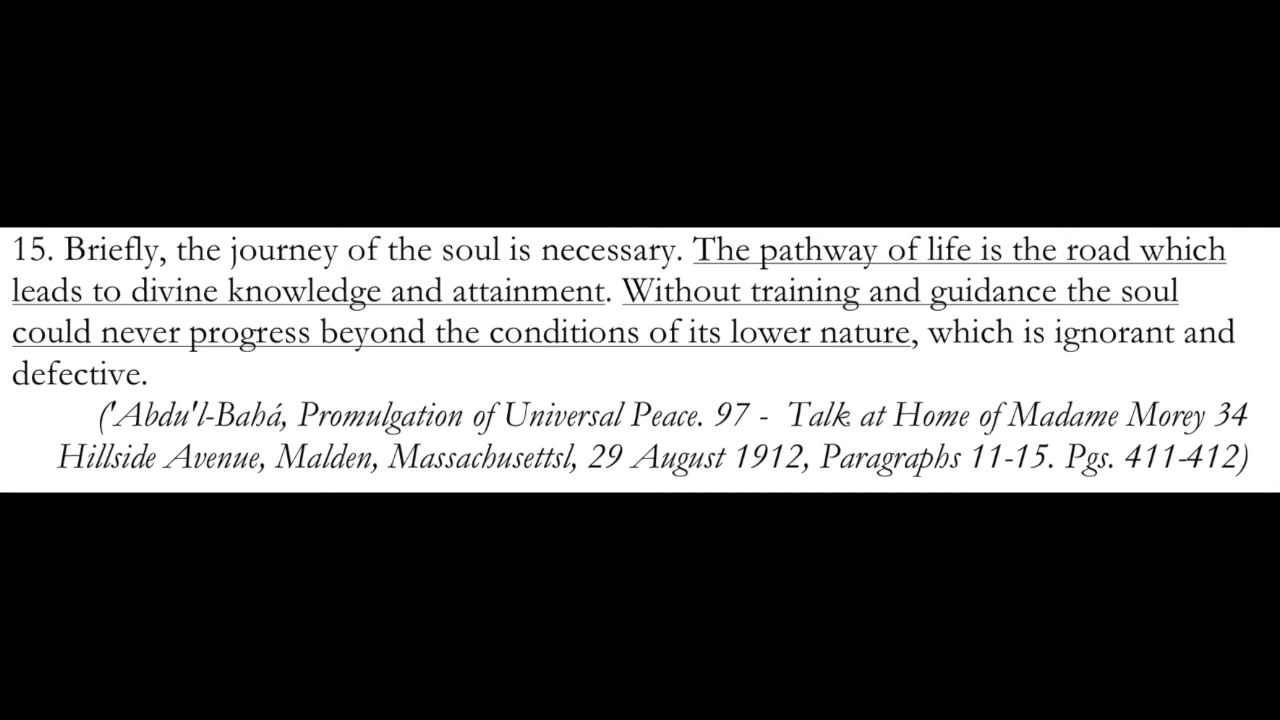 15. Briefly, the journey of the soul is necessary. The pathway of life is the road which
leads to divine knowledge and attainment. Without training and guidance the soul
could never progress beyond the conditions of its lower nature, which is ignorant and
defective.
('Abdu'l-Bahá, Promulgation of Universal Peace. 97 - Talk at Home of Madame Morey 34
Hillside Avenue, Malden, Massachusettsl, 29 August 1912, Paragraphs 11-15. Pgs. 411-412)